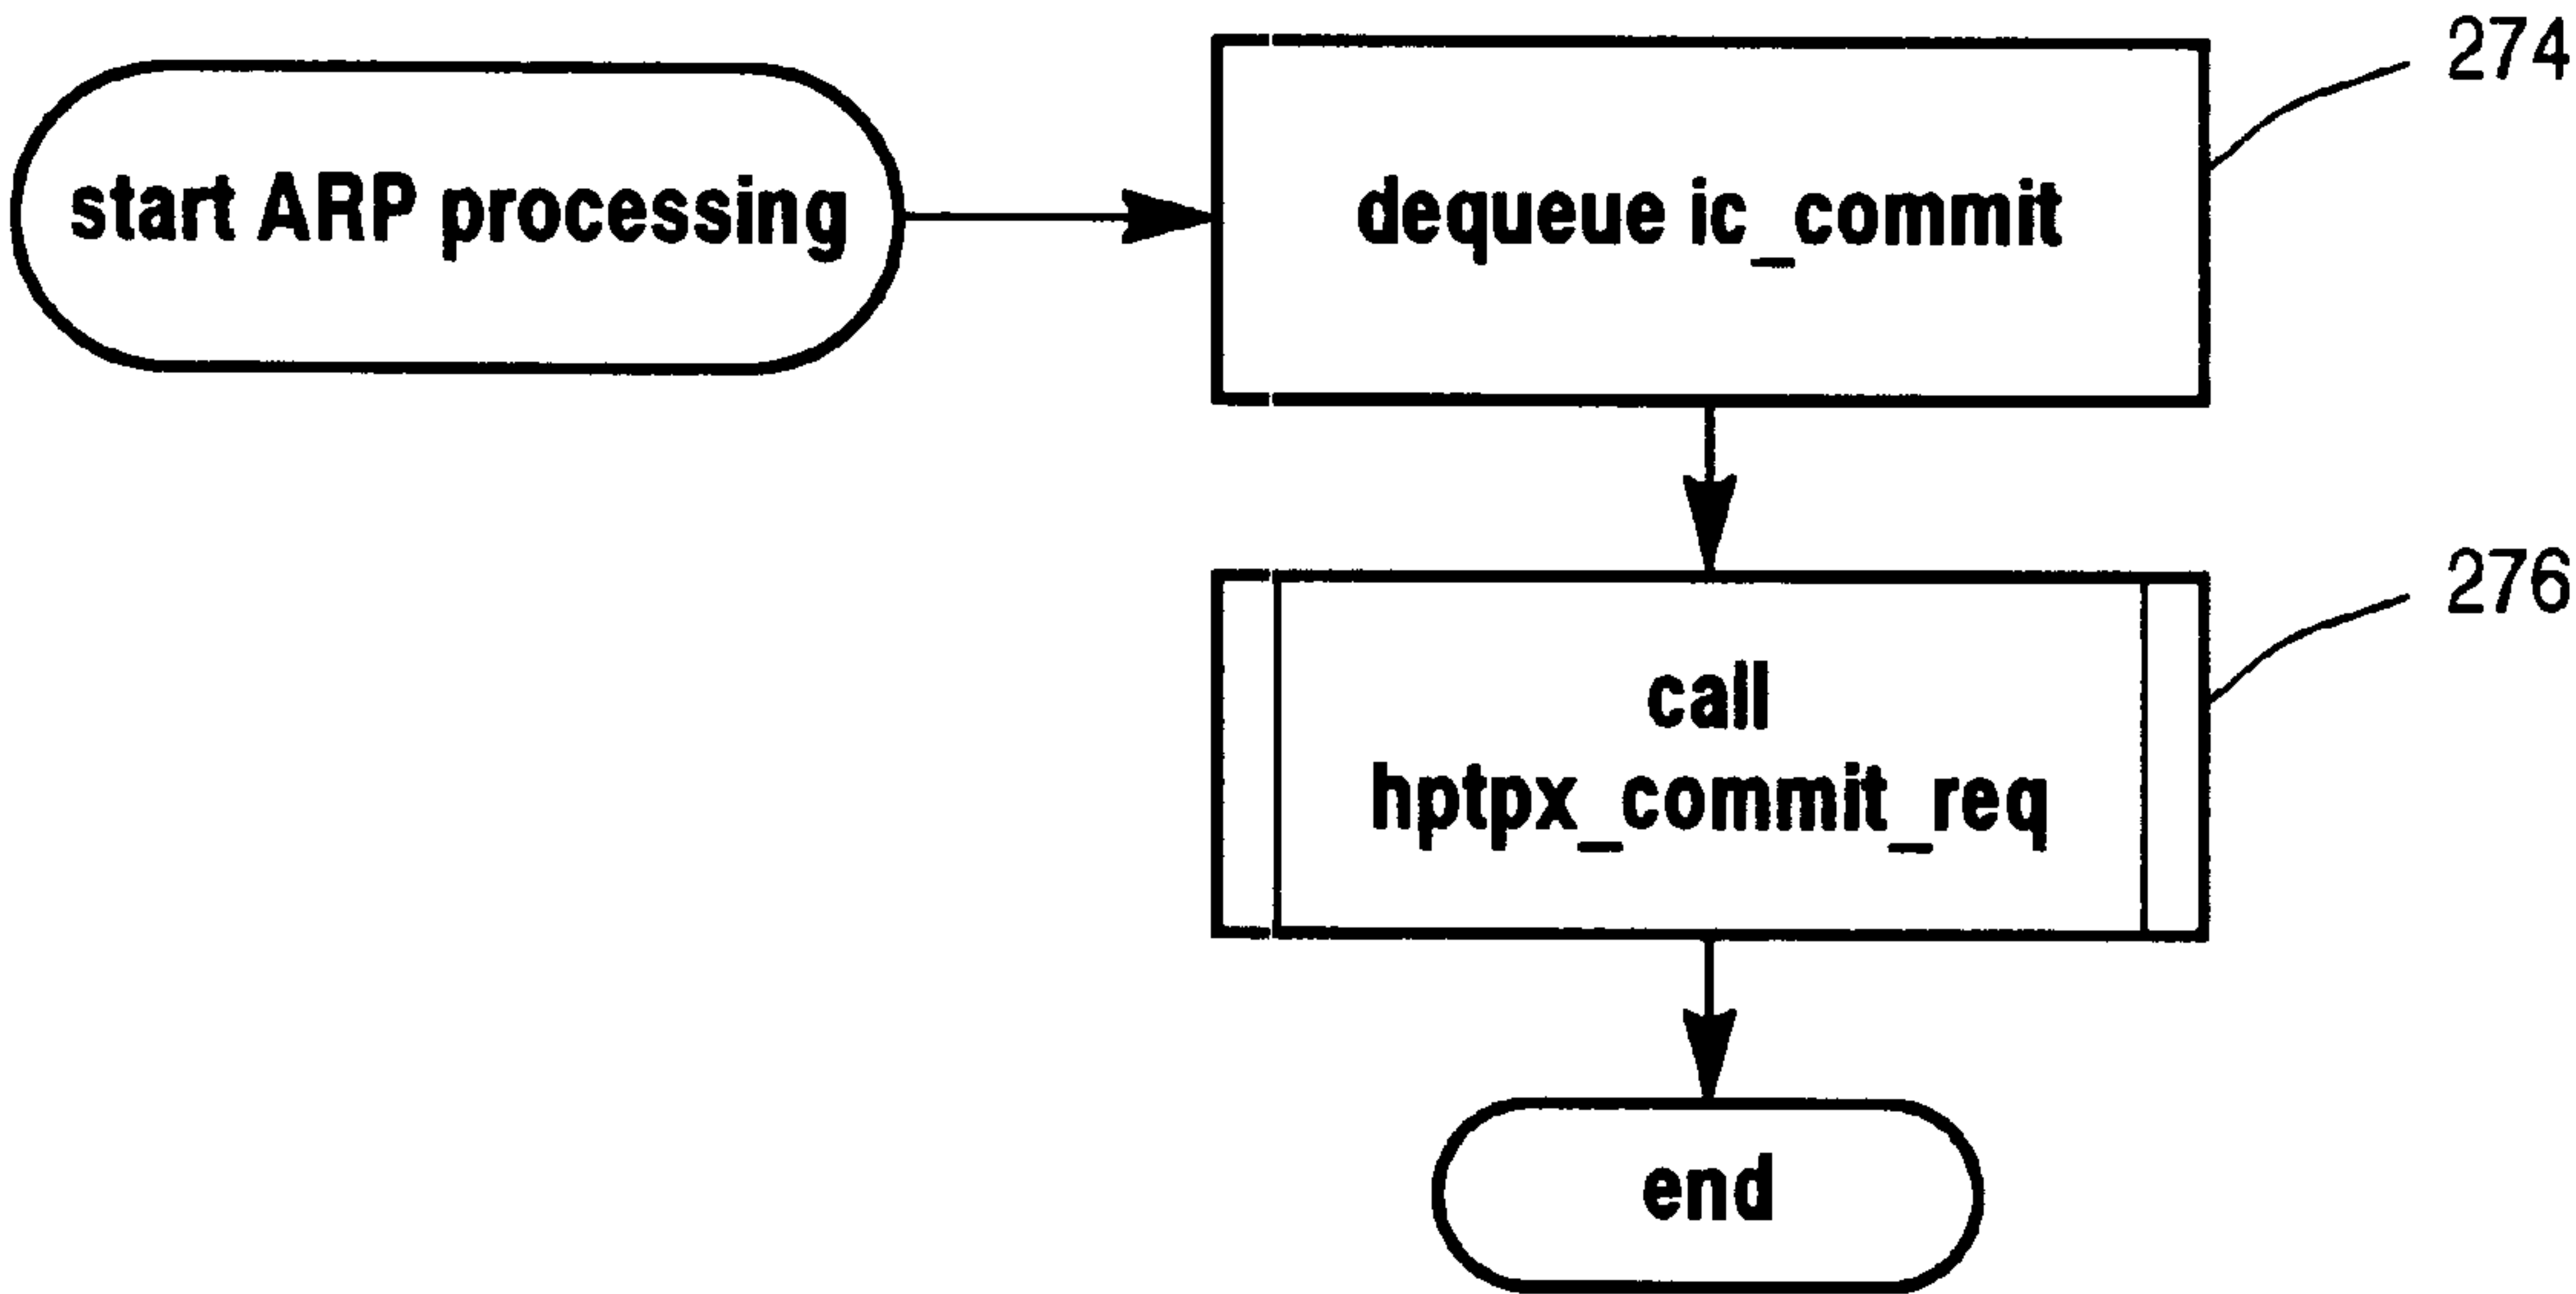 start ARP processing
dequeue ic_commit
274
call
hptpx_commit_req
276
end